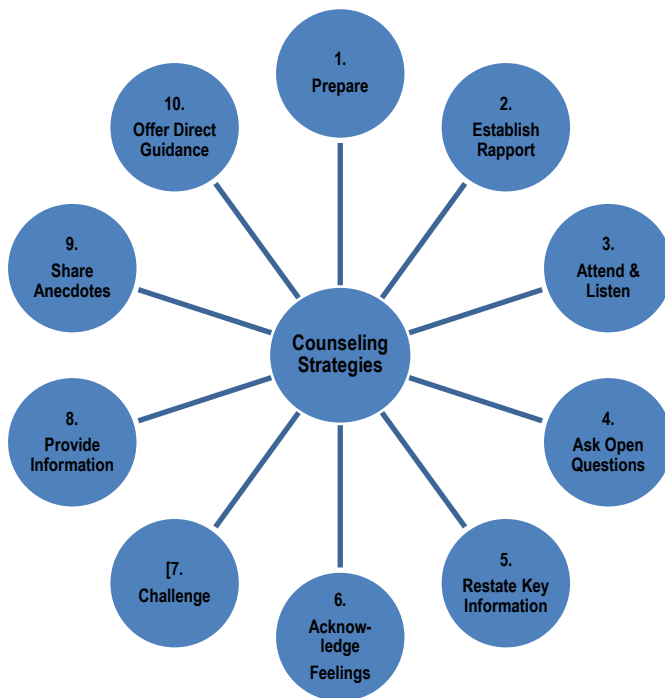 1.
Prepare
2.
Establish
Rapport
3.
Attend &
Listen
4.
Ask Open
Questions
5.
Restate Key
Information
6.
Acknow-
ledge
Feelings
[7.
Challenge
8.
Provide
Information
9.
Share
Anecdotes
10.
Offer Direct
Guidance
Counseling
Strategies